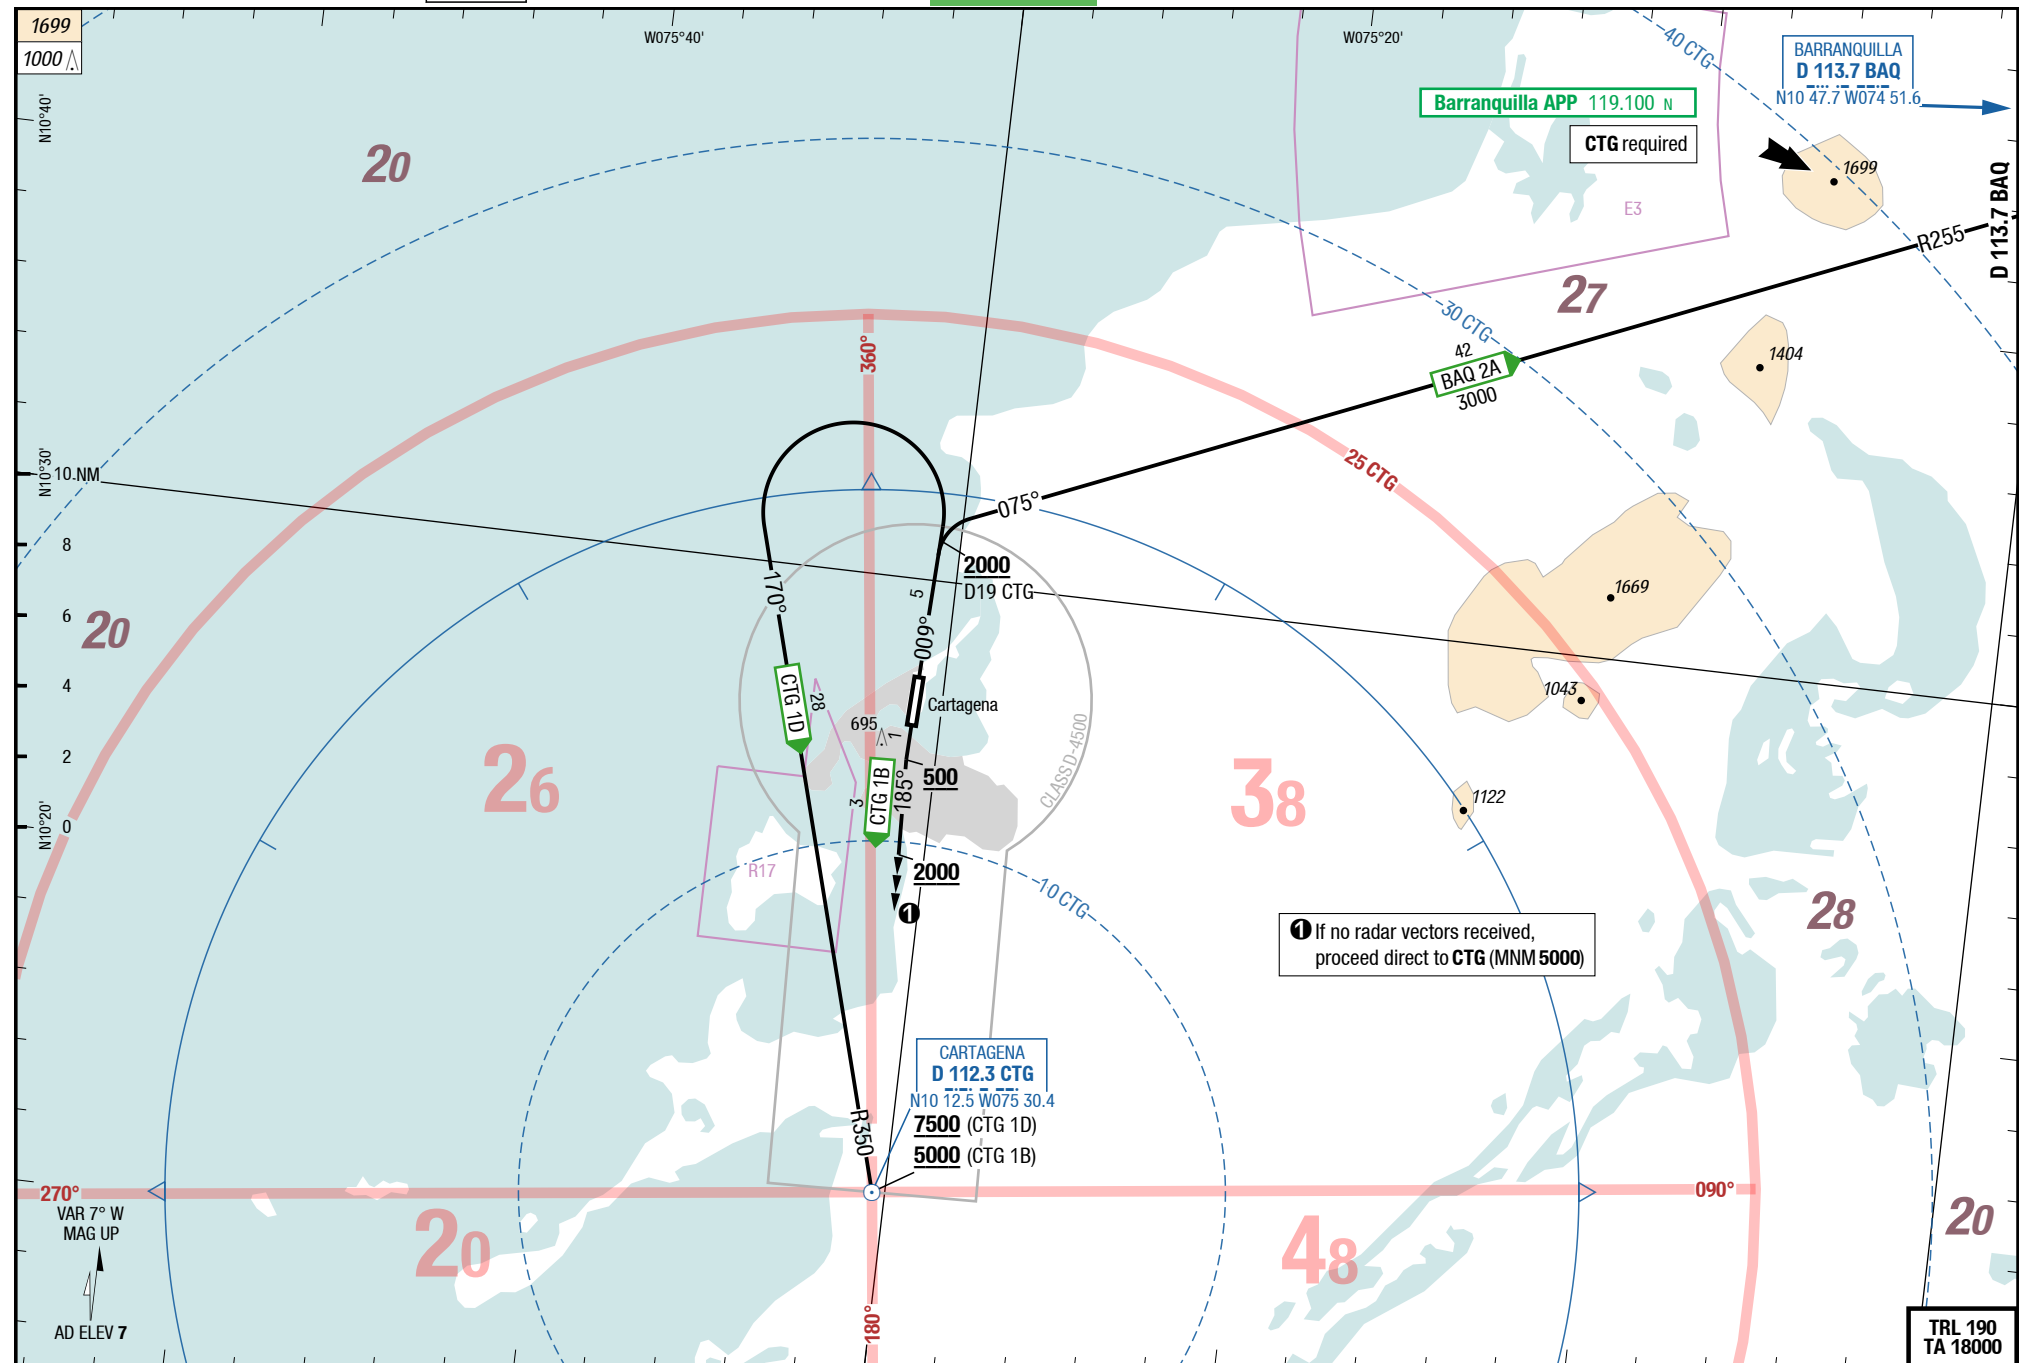 1699
1000
W075°40'
W075°20'
40 CTG
BARRANQUILLA
D 113.7 BAQ
N10 47.7 W074 51.6
Barranquilla APP 119.100 N
CTG required
N10°40'
20
1699
E3
D 113.7 BAQ
R255
27
30 CTG
360°
42
BAQ 2A
3000
1404
25 CTG
N10°30'
10 NM
075°
8
2000
D19 CTG
170°
5
009°
6
20
1669
4
CTG 1D
28
Cartagena
1043
695
1
CLASS D-4500
2
26
500
38
CTG 1B
185°
3
1122
N10°20'
0
R17
2000
10 CTG
1
28
1 If no radar vectors received,
proceed direct to CTG (MNM 5000)
CARTAGENA
D 112.3 CTG
N10 12.5 W075 30.4
7500 (CTG 1D)
5000 (CTG 1B)
R350
270°
090°
VAR 7° W
MAG UP
20
48
20
AD ELEV 7
180°
TRL 190
TA 18000